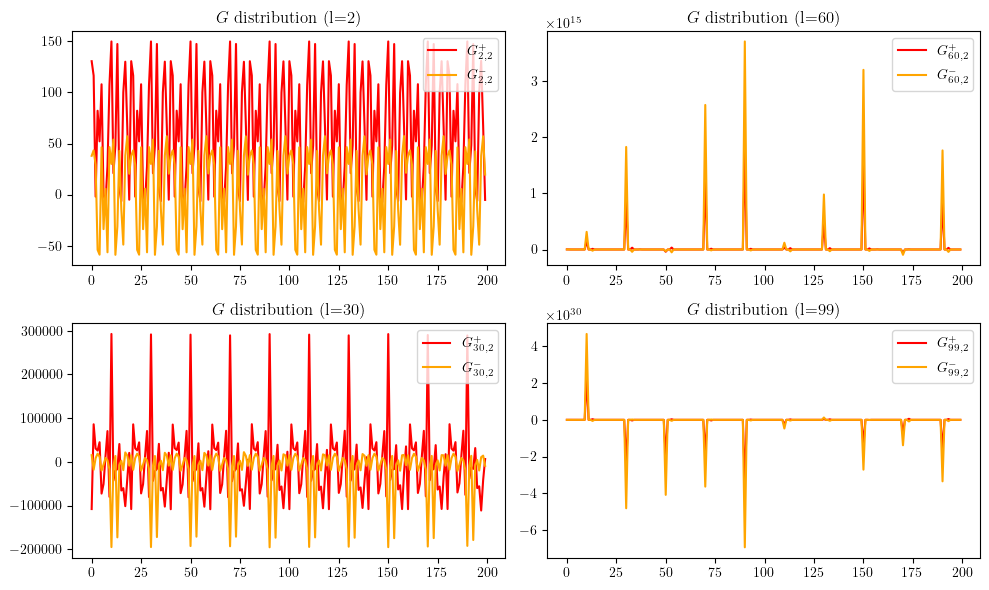 G distribution (l=2)
150
100
50
0
−50
0 25 50 75 100 125 150 175 200
G⁺₂,₂
G⁻₂,₂
G distribution (l=60)
×10¹⁵
3
2
1
0
0 25 50 75 100 125 150 175 200
G⁺₆₀,₂
G⁻₆₀,₂
G distribution (l=30)
300000
200000
100000
0
−100000
−200000
0 25 50 75 100 125 150 175 200
G⁺₃₀,₂
G⁻₃₀,₂
G distribution (l=99)
×10³⁰
4
2
0
−2
−4
−6
0 25 50 75 100 125 150 175 200
G⁺₉₉,₂
G⁻₉₉,₂